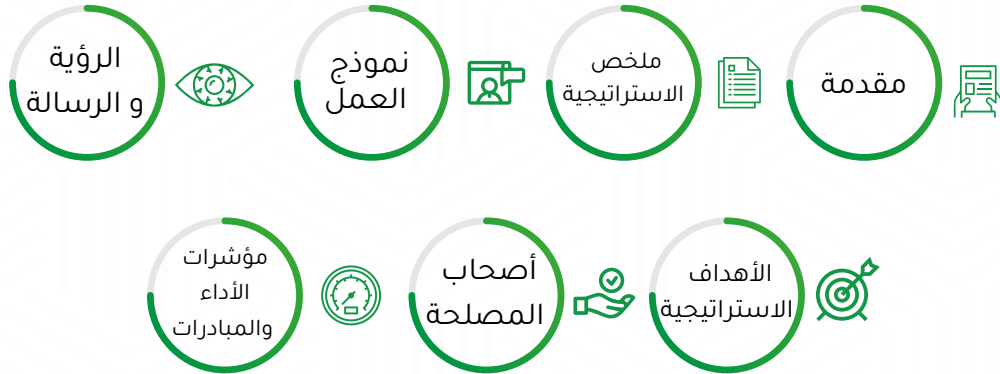 مقدمة
ملخص
الاستراتيجية
نموذج
العمل
الرؤية
و الرسالة
الأهداف
الاستراتيجية
أصحاب
المصلحة
مؤشرات
الأداء
والمبادرات